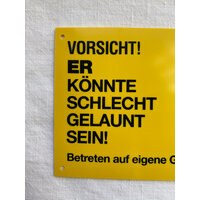 VORSICHT!
ER
KÖNNTE
SCHLECHT
GELAUNT
SEIN!
Betreten auf eigene G